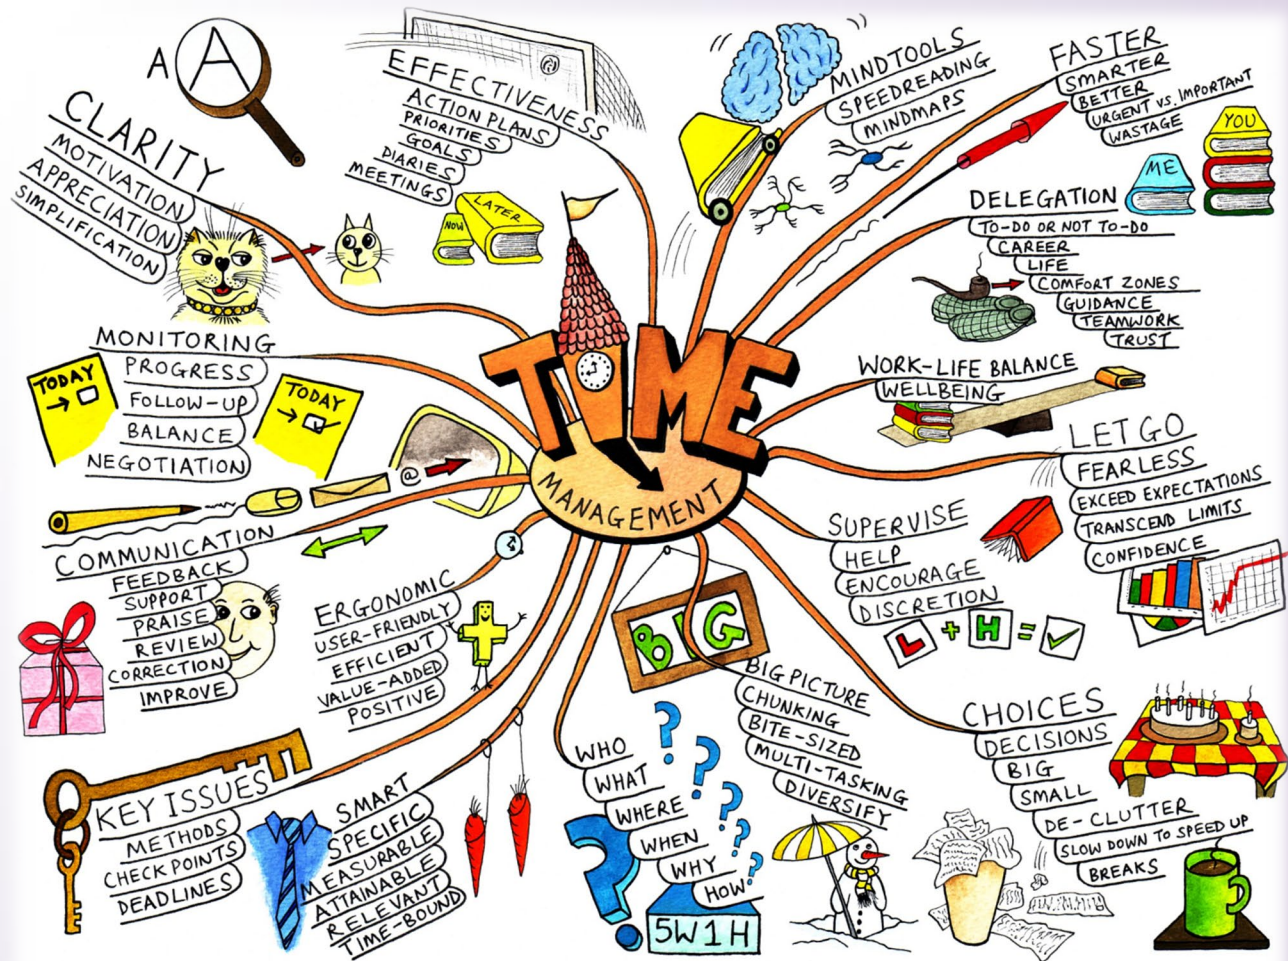 TIME
MANAGEMENT
A
A
CLARITY
MOTIVATION
APPRECIATION
SIMPLIFICATION
EFFECTIVENESS
ACTION PLANS
PRIORITIES
GOALS
DIARIES
MEETINGS
@
NOW
LATER
MINDTOOLS
SPEEDREADING
MINDMAPS
FASTER
SMARTER
BETTER
URGENT VS. IMPORTANT
WASTAGE
ME
YOU
DELEGATION
TO-DO OR NOT TO-DO
CAREER
LIFE
COMFORT ZONES
GUIDANCE
TEAMWORK
TRUST
WORK-LIFE BALANCE
WELLBEING
LET GO
FEARLESS
EXCEED EXPECTATIONS
TRANSCEND LIMITS
CONFIDENCE
SUPERVISE
HELP
ENCOURAGE
DISCRETION
L + H =
CHOICES
DECISIONS
BIG
SMALL
DE-CLUTTER
SLOW DOWN TO SPEED UP
BREAKS
BIG
BIG PICTURE
CHUNKING
BITE-SIZED
MULTI-TASKING
DIVERSIFY
WHO
WHAT
WHERE
WHEN
WHY
HOW
? ? ? ? ? ?
?
5W1H
SMART
SPECIFIC
MEASURABLE
ATTAINABLE
RELEVANT
TIME-BOUND
KEY ISSUES
METHODS
CHECKPOINTS
DEADLINES
ERGONOMIC
USER-FRIENDLY
EFFICIENT
VALUE-ADDED
POSITIVE
COMMUNICATION
FEEDBACK
SUPPORT
PRAISE
REVIEW
CORRECTION
IMPROVE
@
MONITORING
PROGRESS
FOLLOW-UP
BALANCE
NEGOTIATION
TODAY
TODAY